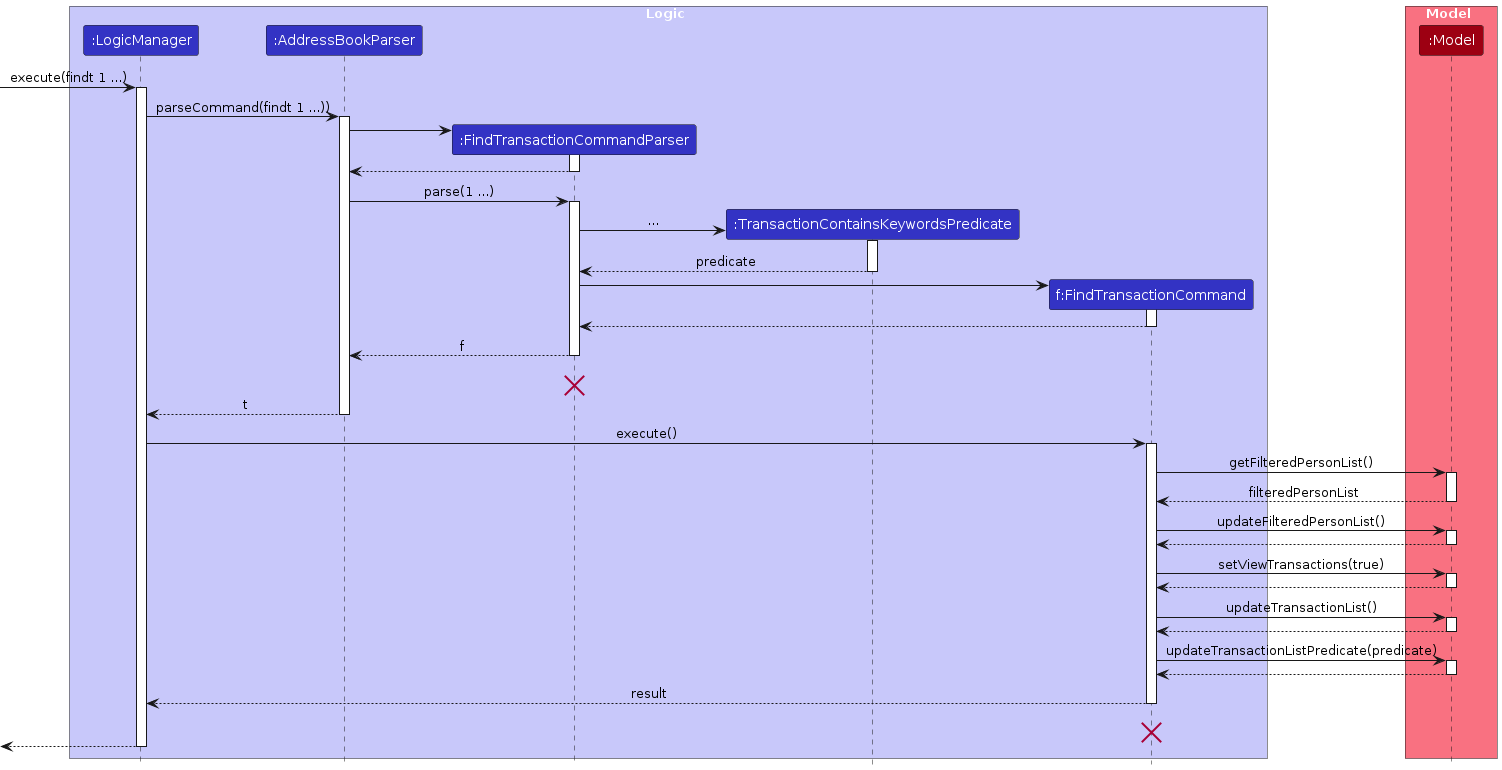 Logic
Model
:LogicManager
:AddressBookParser
:Model
execute(findt 1 ...)
parseCommand(findt 1 ...))
:FindTransactionCommandParser
parse(1 ...)
...
:TransactionContainsKeywordsPredicate
predicate
f:FindTransactionCommand
f
t
execute()
getFilteredPersonList()
filteredPersonList
updateFilteredPersonList()
setViewTransactions(true)
updateTransactionList()
updateTransactionListPredicate(predicate)
result